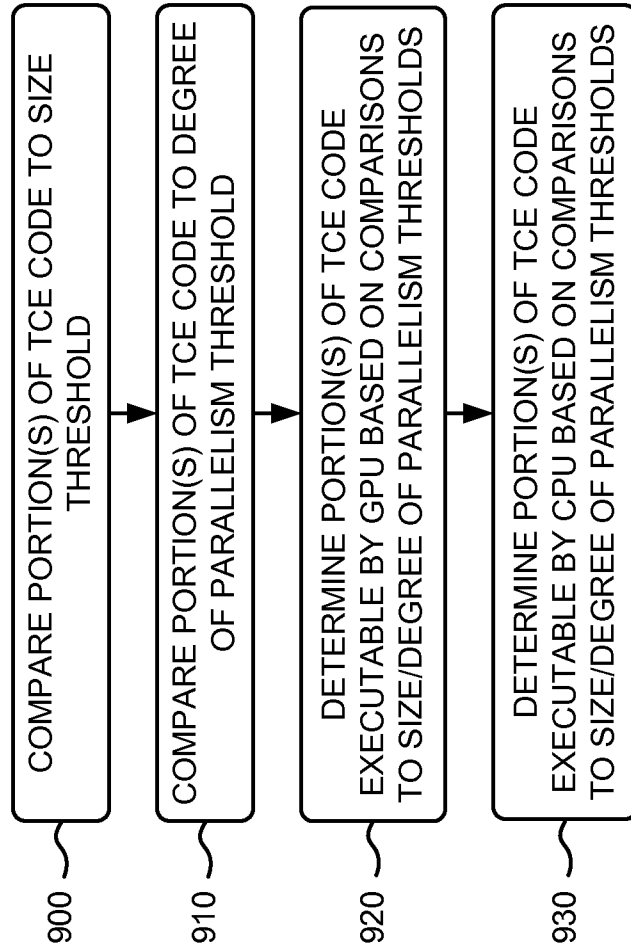 900
COMPARE PORTION(S) OF TCE CODE TO SIZE
THRESHOLD
910
COMPARE PORTION(S) OF TCE CODE TO DEGREE
OF PARALLELISM THRESHOLD
920
DETERMINE PORTION(S) OF TCE CODE
EXECUTABLE BY GPU BASED ON COMPARISONS
TO SIZE/DEGREE OF PARALLELISM THRESHOLDS
930
DETERMINE PORTION(S) OF TCE CODE
EXECUTABLE BY CPU BASED ON COMPARISONS
TO SIZE/DEGREE OF PARALLELISM THRESHOLDS